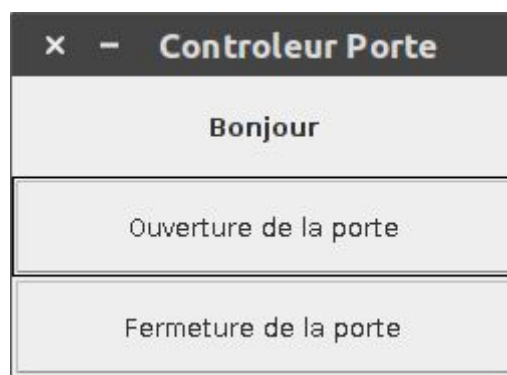 Controleur Porte
Bonjour
Ouverture de la porte
Fermeture de la porte